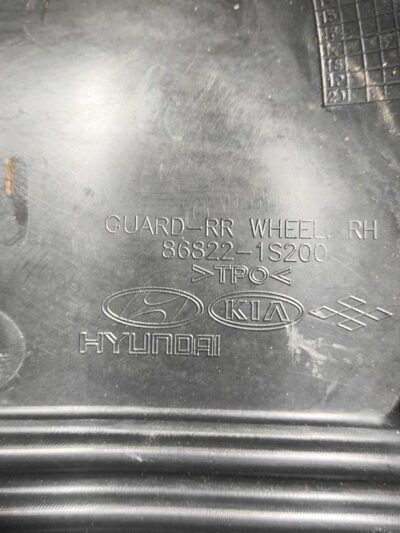 GUARD-RR WHEEL, RH
86822-1S200
>TPO<
KIA
HYUNDAI